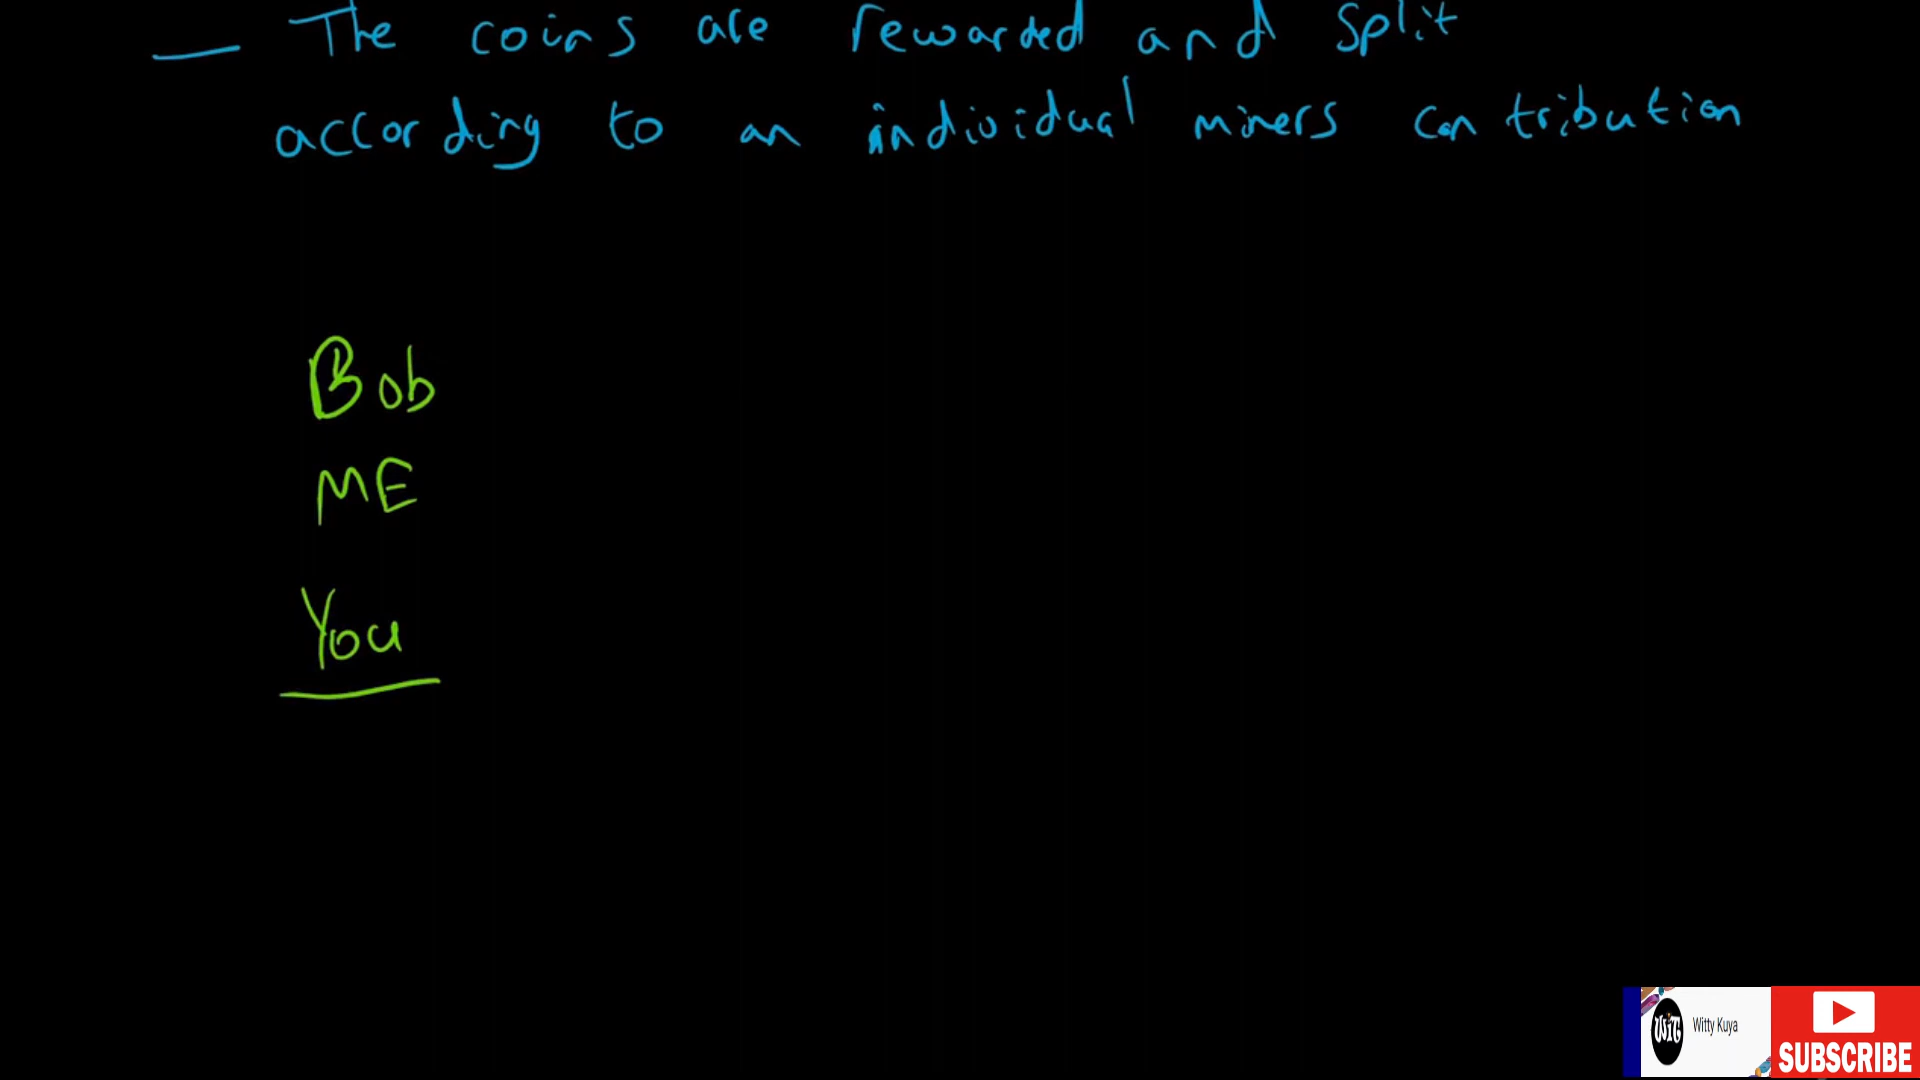 — The coins are rewarded and split
according to an individual miners contribution
Bob
ME
You
Witty Kuya
SUBSCRIBE